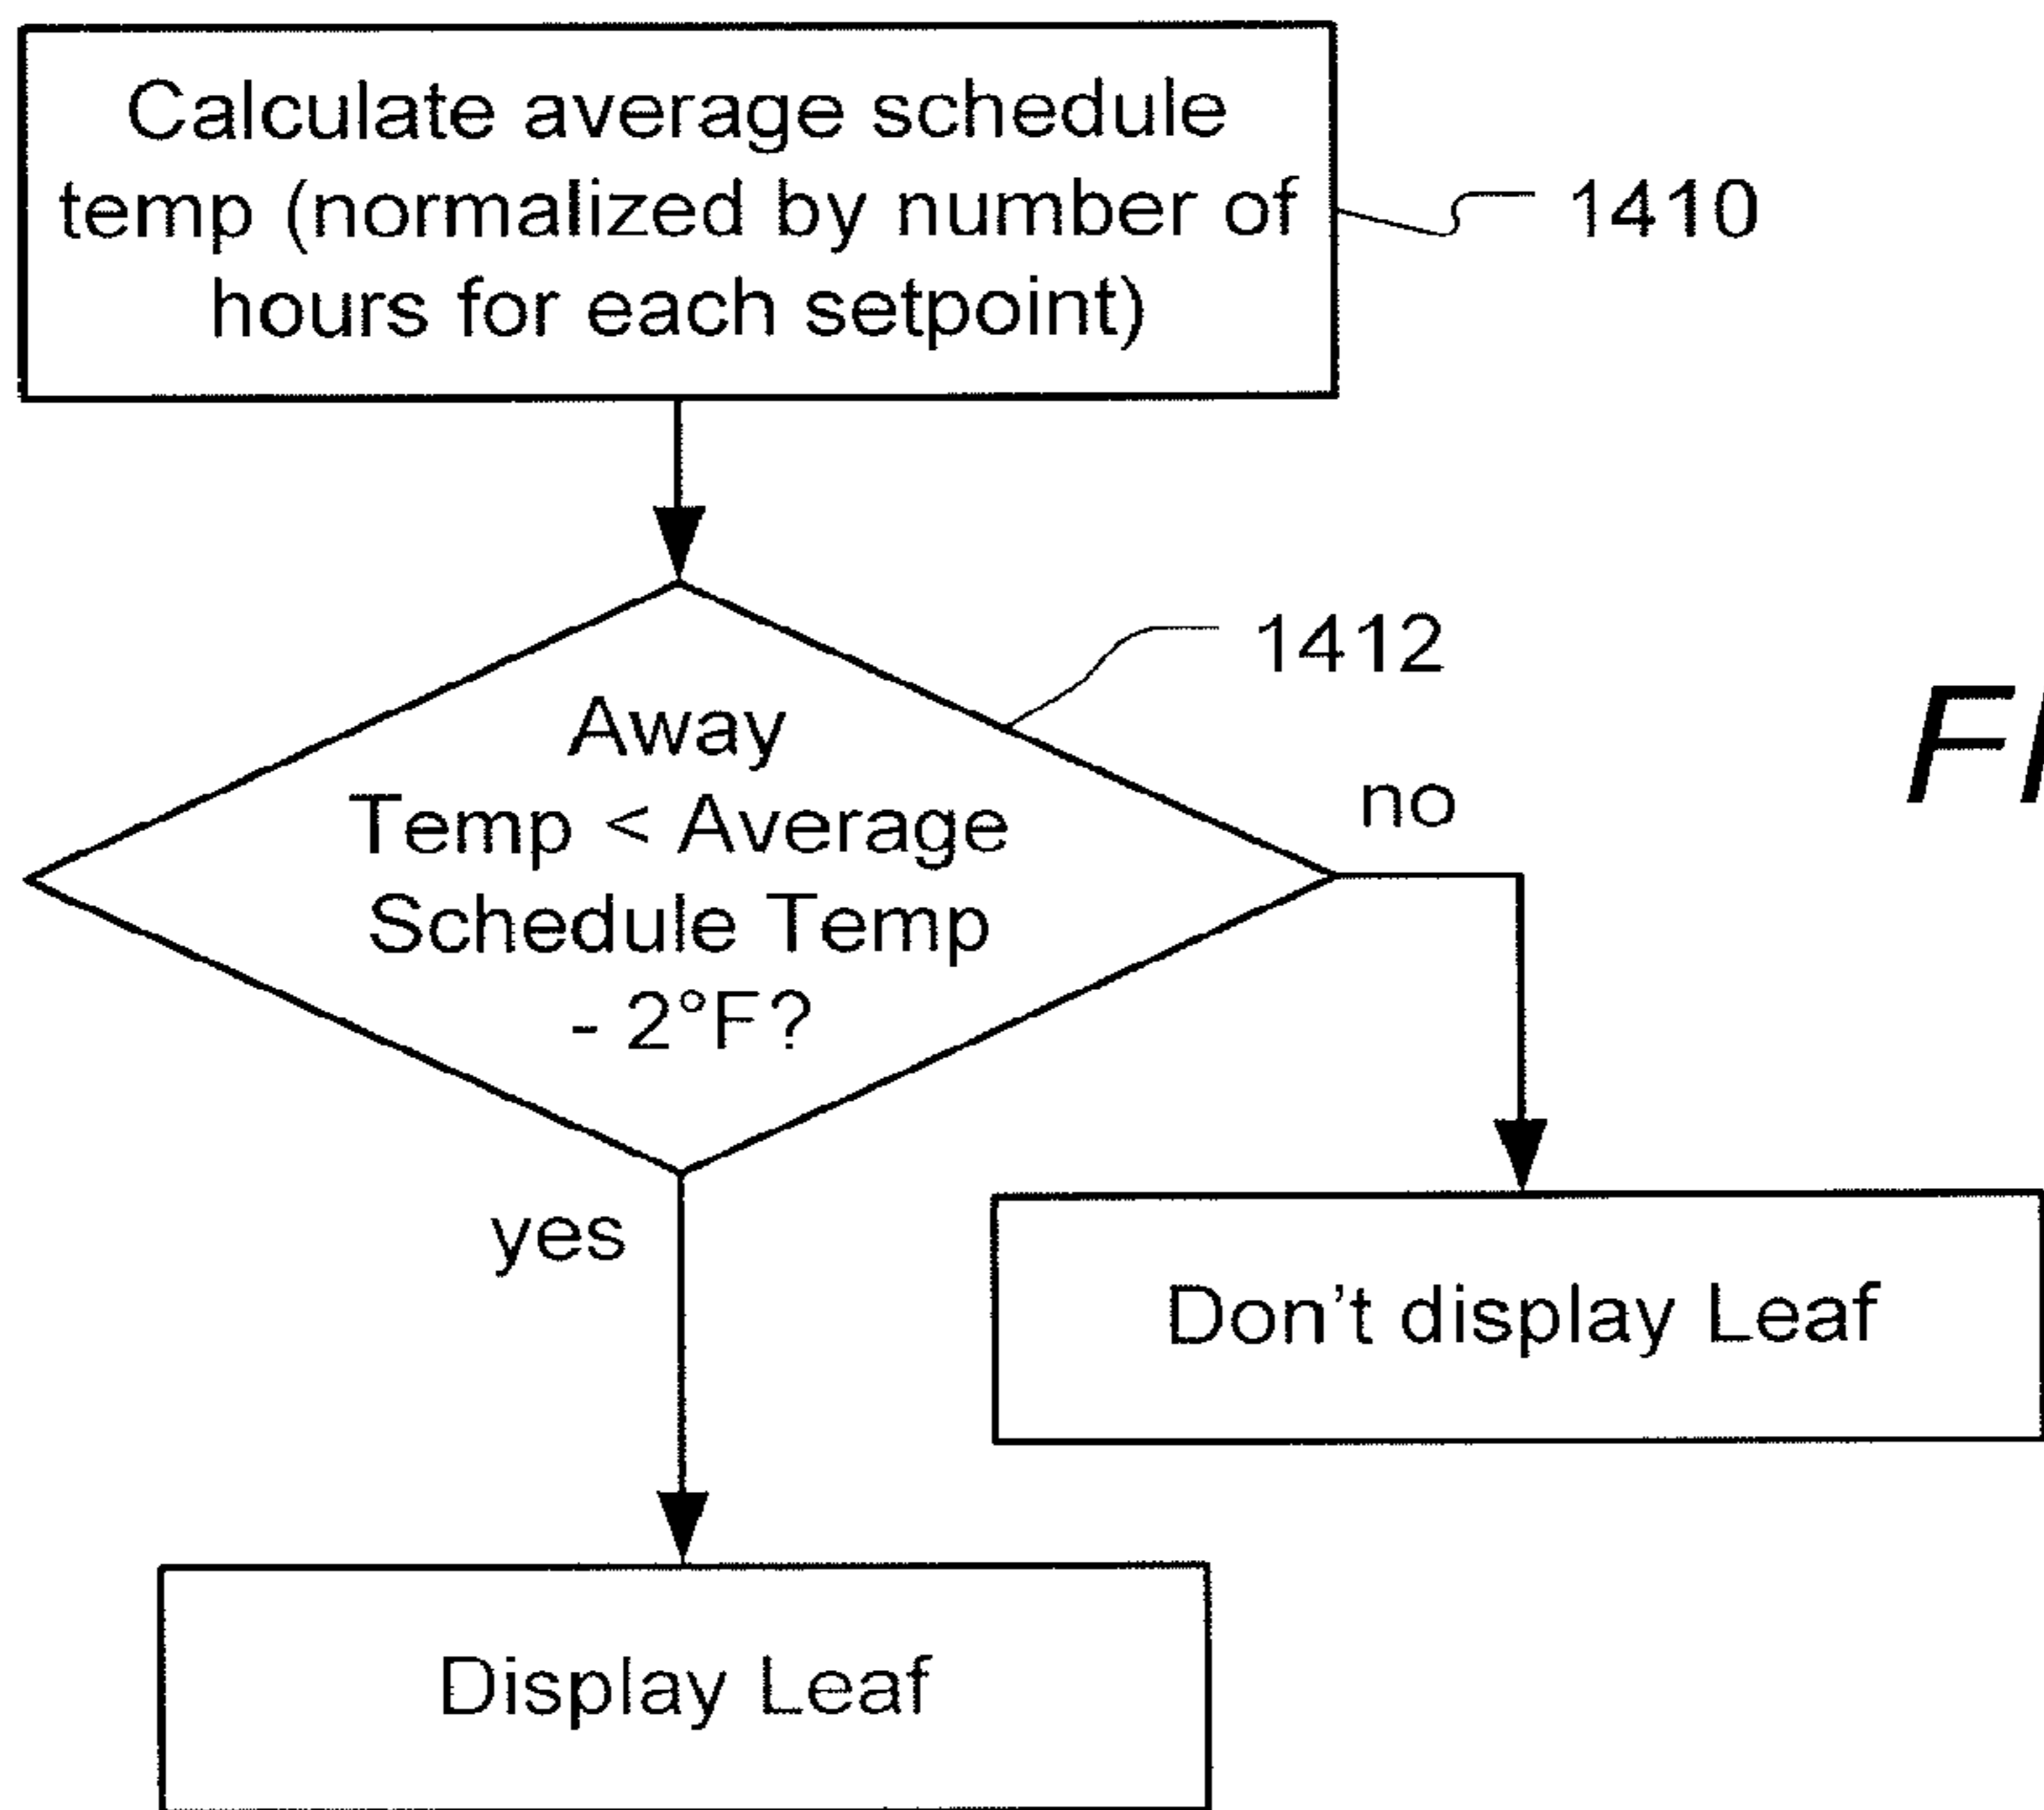 Calculate average schedule
temp (normalized by number of
hours for each setpoint)
1410
1412
Away
Temp < Average
Schedule Temp
- 2°F?
no
yes
Don't display Leaf
Display Leaf